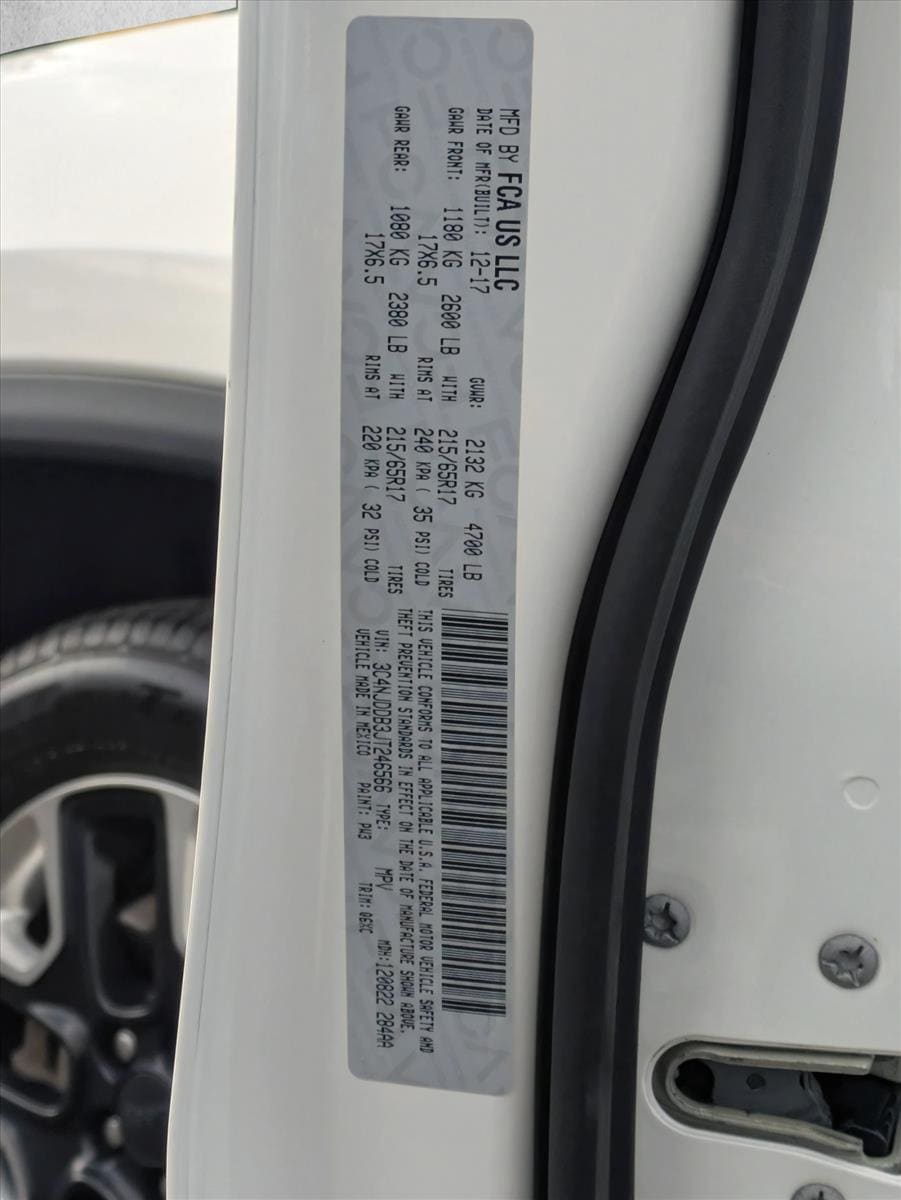 MFD BY FCA US LLC
DATE OF MFR(BUILT): 12-17 GVWR: 2132 KG 4700 LB
GAWR FRONT: 1180 KG 2600 LB WITH 215/65R17 TIRES
17X6.5 RIMS AT 240 KPA ( 35 PSI) COLD
GAWR REAR: 1080 KG 2380 LB WITH 215/65R17 TIRES
17X6.5 RIMS AT 220 KPA ( 32 PSI) COLD
THIS VEHICLE CONFORMS TO ALL APPLICABLE U.S.A. FEDERAL MOTOR VEHICLE SAFETY AND
THEFT PREVENTION STANDARDS IN EFFECT ON THE DATE OF MANUFACTURE SHOWN ABOVE.
VIN: 3C4NJDDB3JT246566 TYPE: MPV MDH:120822 2B4AA
VEHICLE MADE IN MEXICO PAINT: PW3 TRIM: Q6XC